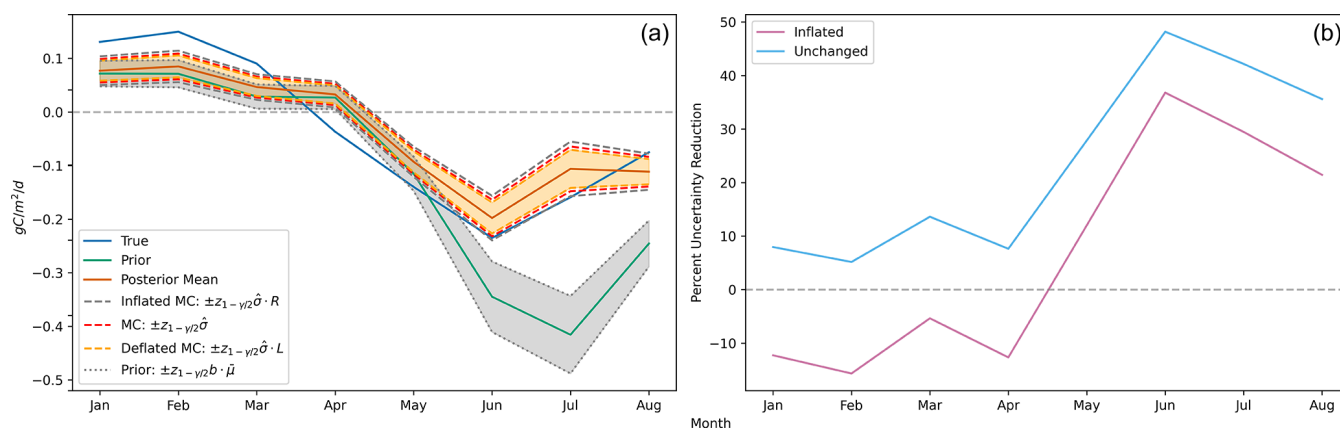 (a)
gC/m²/d
0.1
0.0
−0.1
−0.2
−0.3
−0.4
−0.5
True
Prior
Posterior Mean
Inflated MC: ±z₁₋γ/₂σ̂ · R
MC: ±z₁₋γ/₂σ̂
Deflated MC: ±z₁₋γ/₂σ̂ · L
Prior: ±z₁₋γ/₂b · μ̄
Jan Feb Mar Apr May Jun Jul Aug
(b)
Percent Uncertainty Reduction
50
40
30
20
10
0
−10
Inflated
Unchanged
Jan Feb Mar Apr May Jun Jul Aug
Month